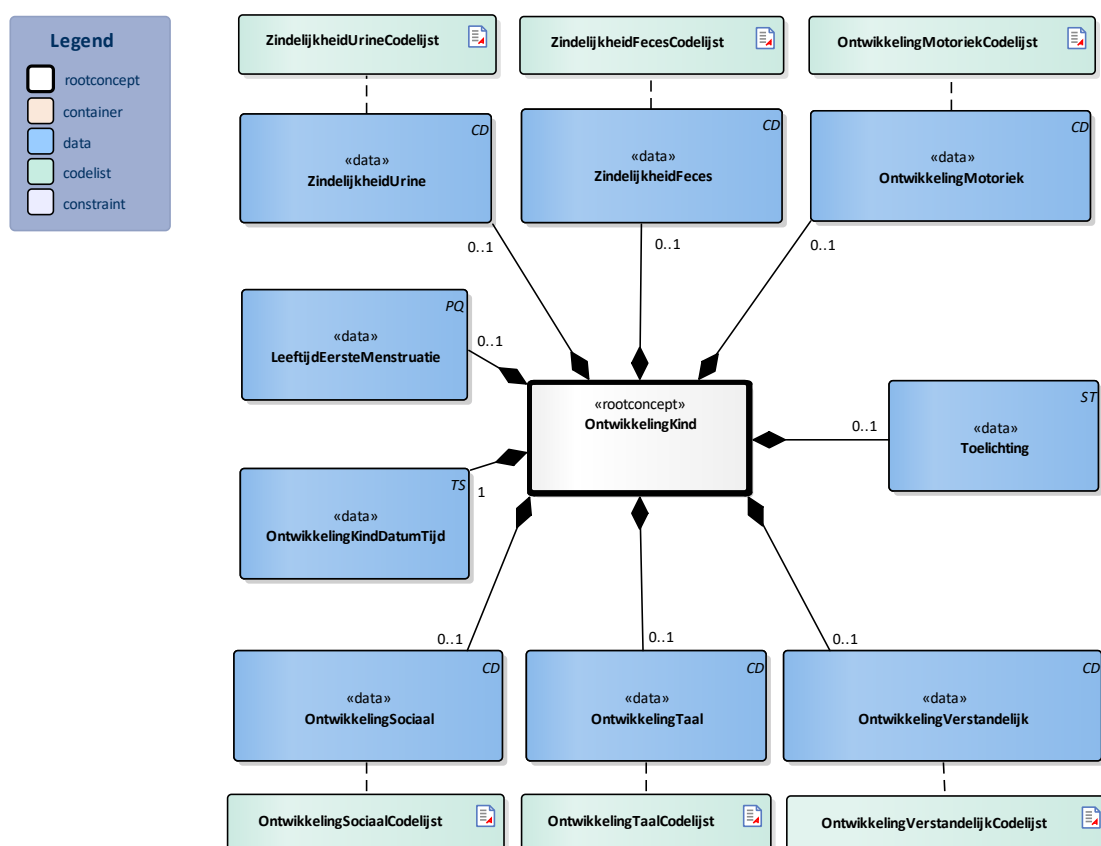 Legend
rootconcept
container
data
codelist
constraint
ZindelijkheidUrineCodelijst
ZindelijkheidFecesCodelijst
OntwikkelingMotoriekCodelijst
CD
«data»
ZindelijkheidUrine
CD
«data»
ZindelijkheidFeces
CD
«data»
OntwikkelingMotoriek
0..1
0..1
0..1
PQ
«data»
LeeftijdEersteMenstruatie
0..1
«rootconcept»
OntwikkelingKind
ST
«data»
Toelichting
0..1
TS
«data»
OntwikkelingKindDatumTijd
1
0..1
0..1
0..1
CD
«data»
OntwikkelingSociaal
CD
«data»
OntwikkelingTaal
CD
«data»
OntwikkelingVerstandelijk
OntwikkelingSociaalCodelijst
OntwikkelingTaalCodelijst
OntwikkelingVerstandelijkCodelijst